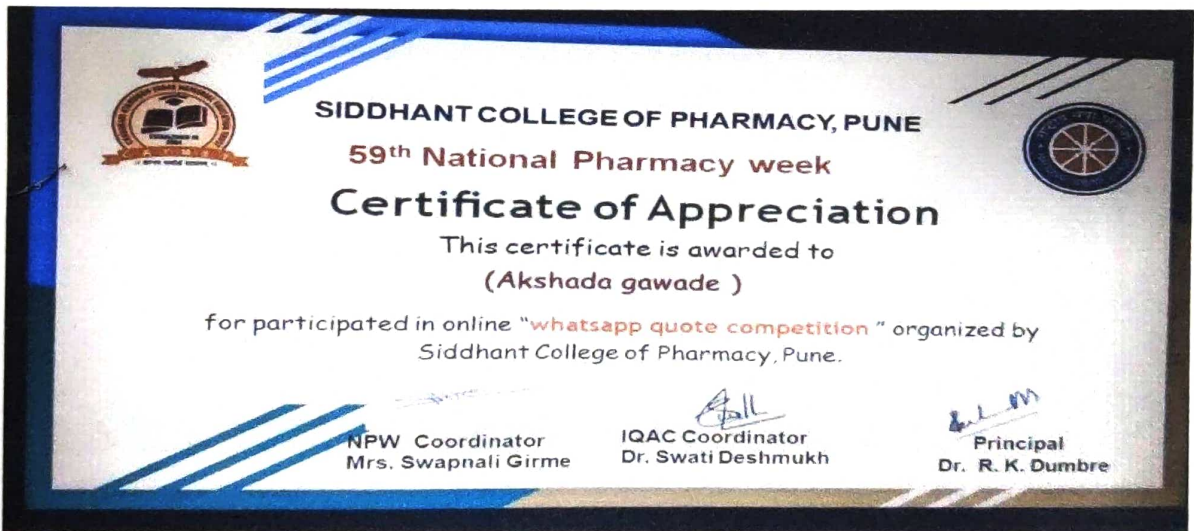 SIDDHANT COLLEGE OF PHARMACY, PUNE
59th National Pharmacy week
Certificate of Appreciation
This certificate is awarded to
(Akshada gawade )
for participated in online "whatsapp quote competition " organized by
Siddhant College of Pharmacy, Pune.
NPW Coordinator
Mrs. Swapnali Girme
IQAC Coordinator
Dr. Swati Deshmukh
Principal
Dr. R. K. Dumbre